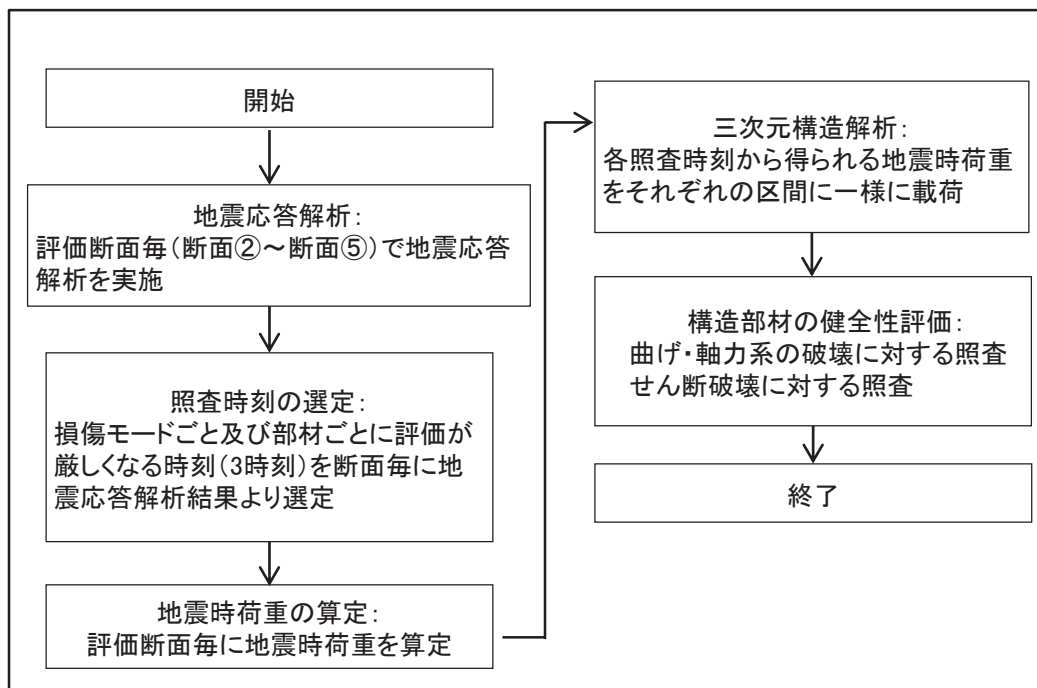 開始
地震応答解析：
評価断面毎（断面②～断面⑤）で地震応答
解析を実施
照査時刻の選定：
損傷モードごと及び部材ごとに評価が
厳しくなる時刻（3時刻）を断面毎に地
震応答解析結果より選定
地震時荷重の算定：
評価断面毎に地震時荷重を算定
三次元構造解析：
各照査時刻から得られる地震時荷重
をそれぞれの区間に一様に載荷
構造部材の健全性評価：
曲げ・軸力系の破壊に対する照査
せん断破壊に対する照査
終了